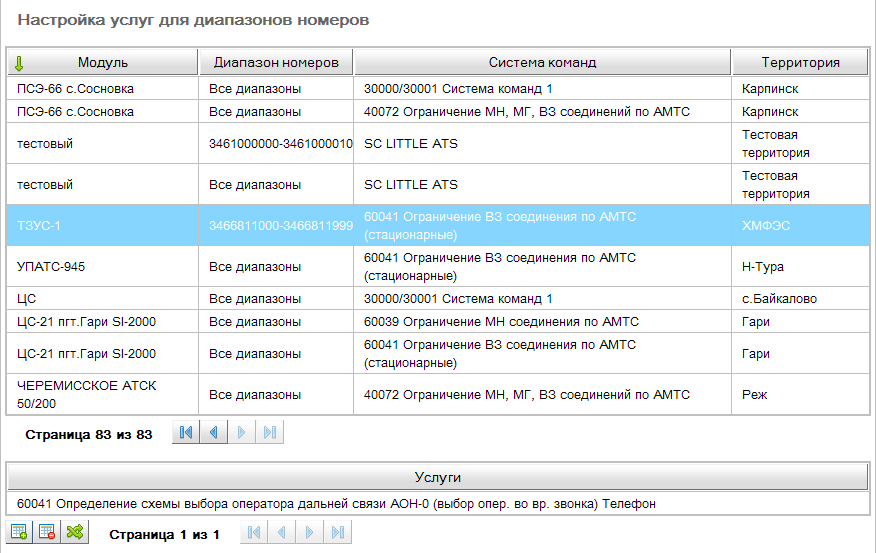 Настройка услуг для диапазонов номеров
Модуль Диапазон номеров Система команд Территория
ПСЭ-66 с.Сосновка Все диапазоны 30000/30001 Система команд 1 Карпинск
ПСЭ-66 с.Сосновка Все диапазоны 40072 Ограничение МН, МГ, ВЗ соединений по АМТС Карпинск
тестовый 3461000000-3461000010 SC LITTLE ATS Тестовая
территория
тестовый Все диапазоны SC LITTLE ATS Тестовая
территория
ТЗУС-1 3466811000-3466811999 60041 Ограничение ВЗ соединения по АМТС
(стационарные) ХМФЭС
УПАТС-945 Все диапазоны 60041 Ограничение ВЗ соединения по АМТС
(стационарные) Н-Тура
ЦС Все диапазоны 30000/30001 Система команд 1 с.Байкалово
ЦС-21 пгт.Гари SI-2000 Все диапазоны 60039 Ограничение МН соединения по АМТС Гари
ЦС-21 пгт.Гари SI-2000 Все диапазоны 60041 Ограничение ВЗ соединения по АМТС
(стационарные) Гари
ЧЕРЕМИССКОЕ АТСК
50/200 Все диапазоны 40072 Ограничение МН, МГ, ВЗ соединений по АМТС Реж
Страница 83 из 83
Услуги
60041 Определение схемы выбора оператора дальней связи АОН-0 (выбор опер. во вр. звонка) Телефон
Страница 1 из 1